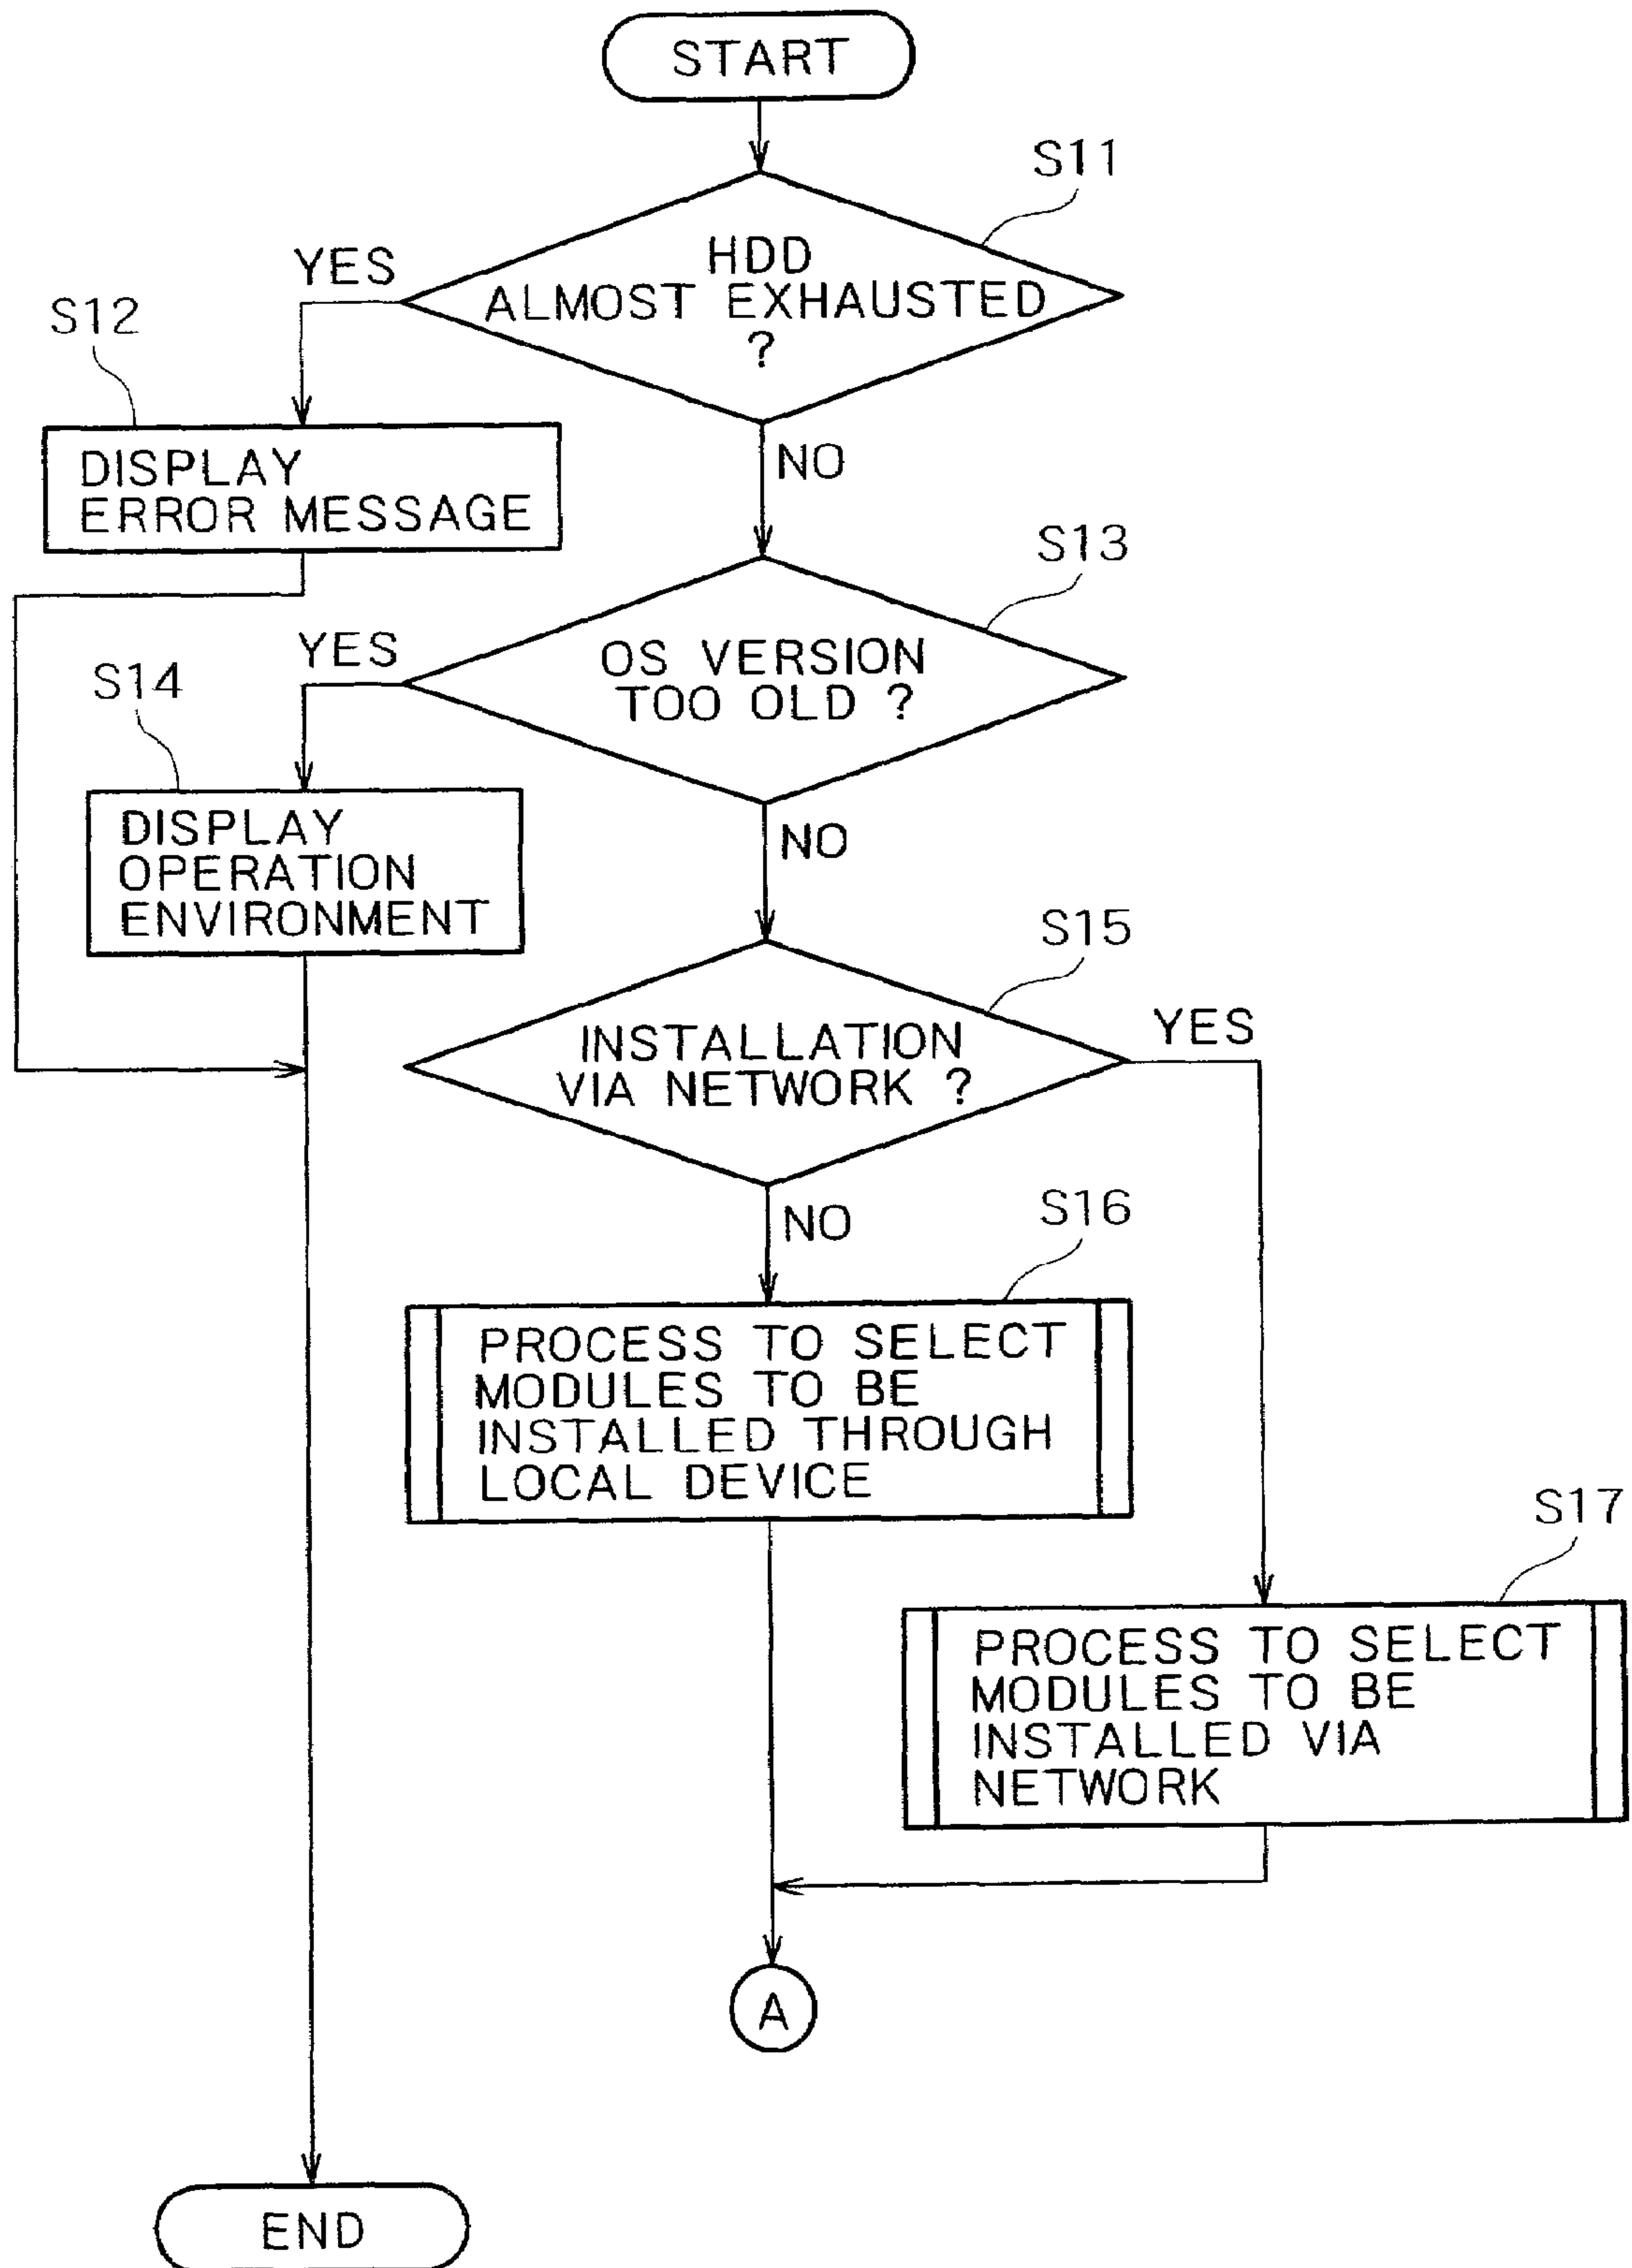 START
S11
HDD
ALMOST EXHAUSTED
?
YES
S12
DISPLAY
ERROR MESSAGE
NO
S13
OS VERSION
TOO OLD ?
YES
S14
DISPLAY
OPERATION
ENVIRONMENT
NO
S15
INSTALLATION
VIA NETWORK ?
YES
NO
S16
PROCESS TO SELECT
MODULES TO BE
INSTALLED THROUGH
LOCAL DEVICE
S17
PROCESS TO SELECT
MODULES TO BE
INSTALLED VIA
NETWORK
A
END